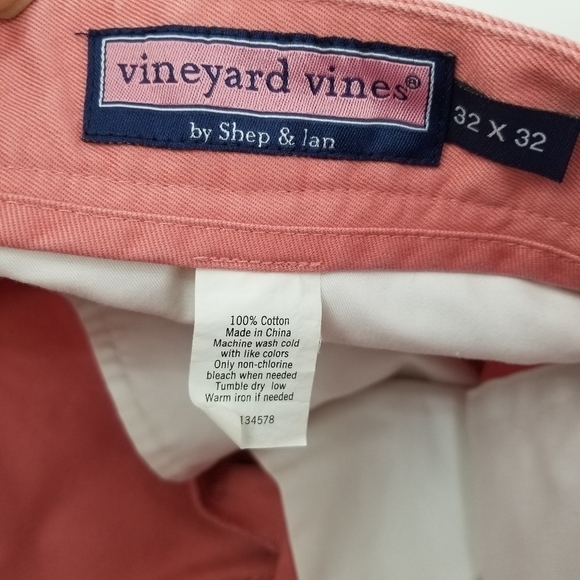 vineyard vines®
by Shep & Ian
32 X 32
100% Cotton
Made in China
Machine wash cold
with like colors
Only non-chlorine
bleach when needed
Tumble dry low
Warm iron if needed
134578